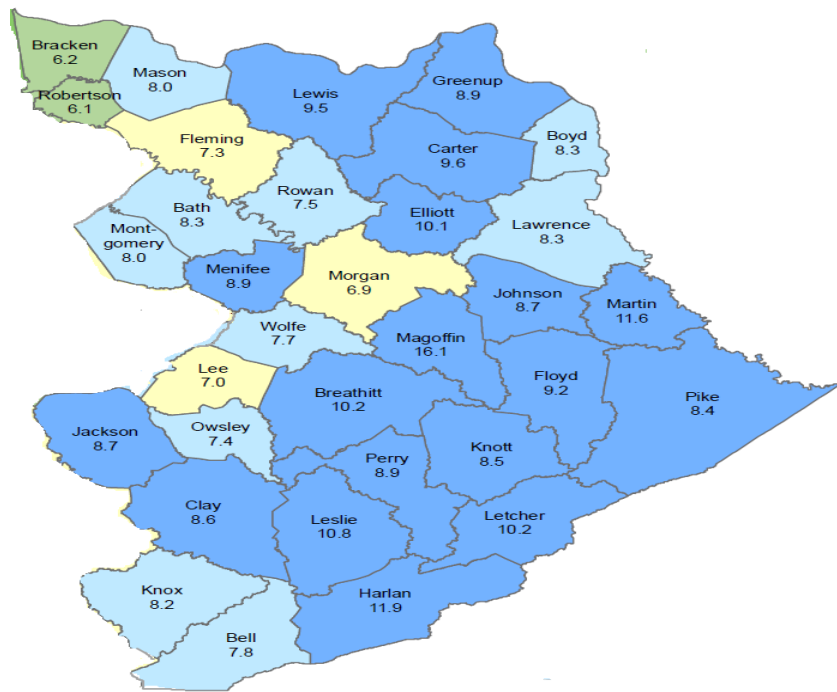 Bracken
6.2
Mason
8.0
Robertson
6.1
Lewis
9.5
Greenup
8.9
Fleming
7.3
Carter
9.6
Boyd
8.3
Rowan
7.5
Bath
8.3
Elliott
10.1
Lawrence
8.3
Mont-
gomery
8.0
Menifee
8.9
Morgan
6.9
Johnson
8.7
Martin
11.6
Wolfe
7.7
Magoffin
16.1
Lee
7.0
Breathitt
10.2
Floyd
9.2
Pike
8.4
Jackson
8.7
Owsley
7.4
Perry
8.9
Knott
8.5
Clay
8.6
Leslie
10.8
Letcher
10.2
Knox
8.2
Harlan
11.9
Bell
7.8